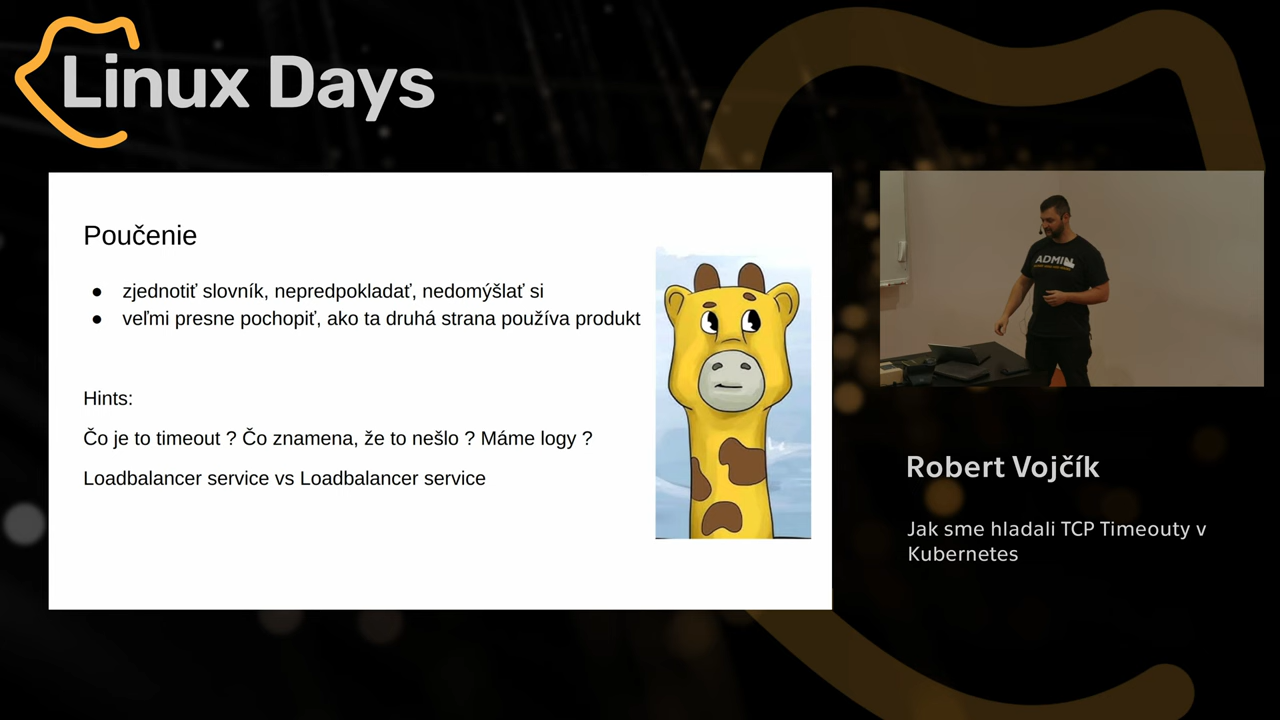 Linux Days
Poučenie
● zjednotiť slovník, nepredpokladať, nedomýšľať si
● veľmi presne pochopiť, ako ta druhá strana používa produkt
Hints:
Čo je to timeout ? Čo znamena, že to nešlo ? Máme logy ?
Loadbalancer service vs Loadbalancer service
ADMIN
Robert Vojčík
Jak sme hladali TCP Timeouty v
Kubernetes